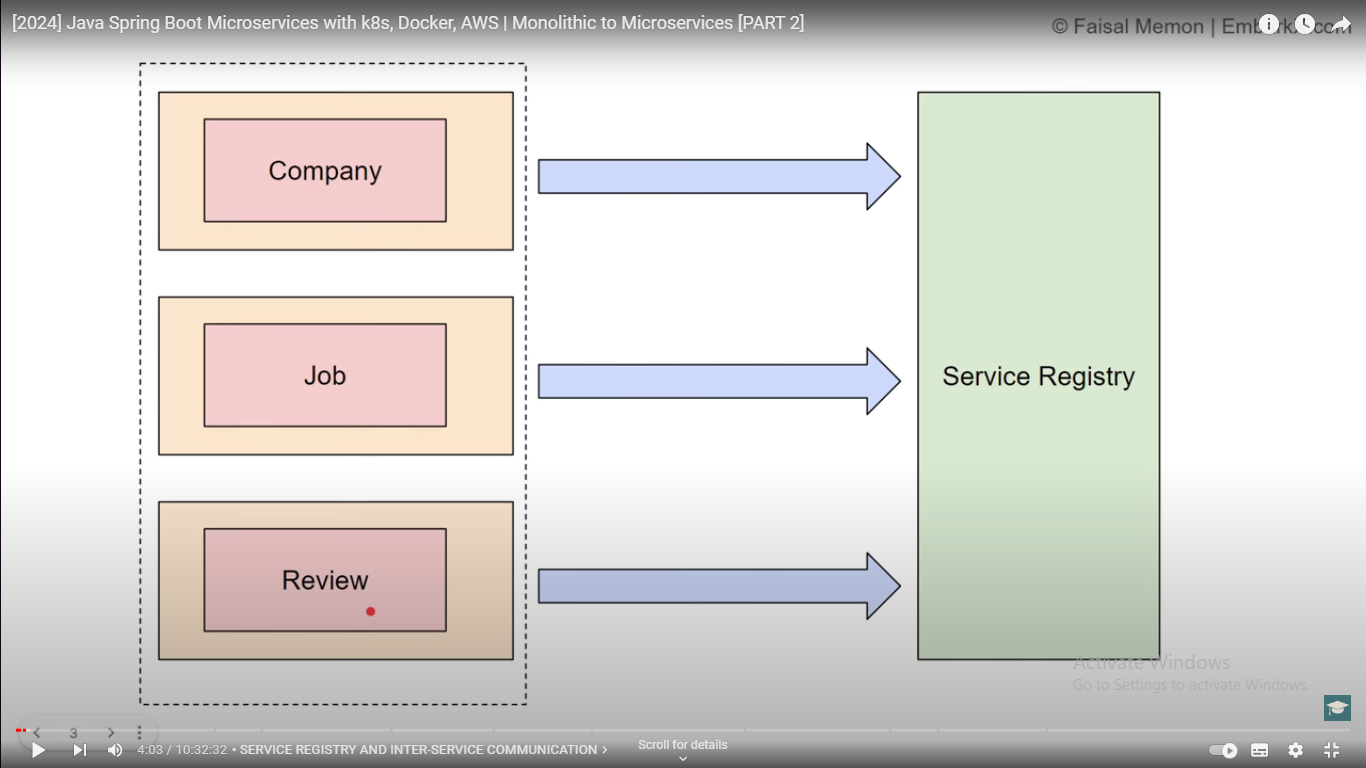 [2024] Java Spring Boot Microservices with k8s, Docker, AWS | Monolithic to Microservices [PART 2]
© Faisal Memon |
Company
Job
Service Registry
Review
Activate Windows
Go to Settings to activate Windows.
3
4:03 / 10:32:32 • SERVICE REGISTRY AND INTER-SERVICE COMMUNICATION
Scroll for details